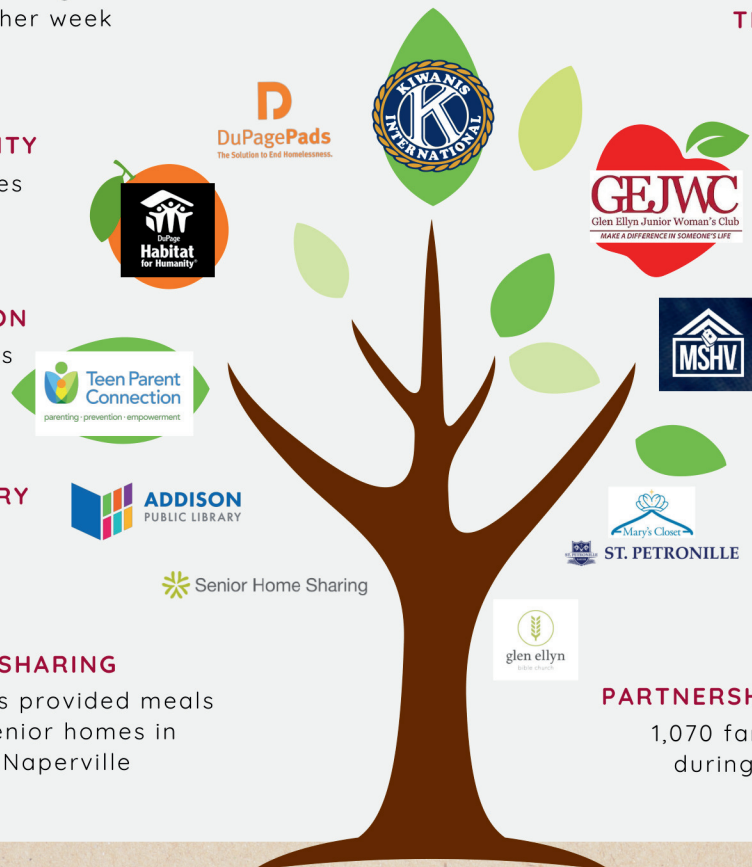 her week
TI
KIWANIS
K
INTERNATIONAL
D
DuPagePads
The Solution to End Homelessness.
ITY
es
GEJWC
Glen Ellyn Junior Woman's Club
MAKE A DIFFERENCE IN SOMEONE'S LIFE
DuPage
Habitat
for Humanity®
ON
s
MSHV
Teen Parent
Connection
parenting · prevention · empowerment
RY
ADDISON
PUBLIC LIBRARY
Mary's Closet
ST. PETRONILLE
Senior Home Sharing
glen ellyn
bible church
SHARING
s provided meals
enior homes in
Naperville
PARTNERSH
1,070 fa
during